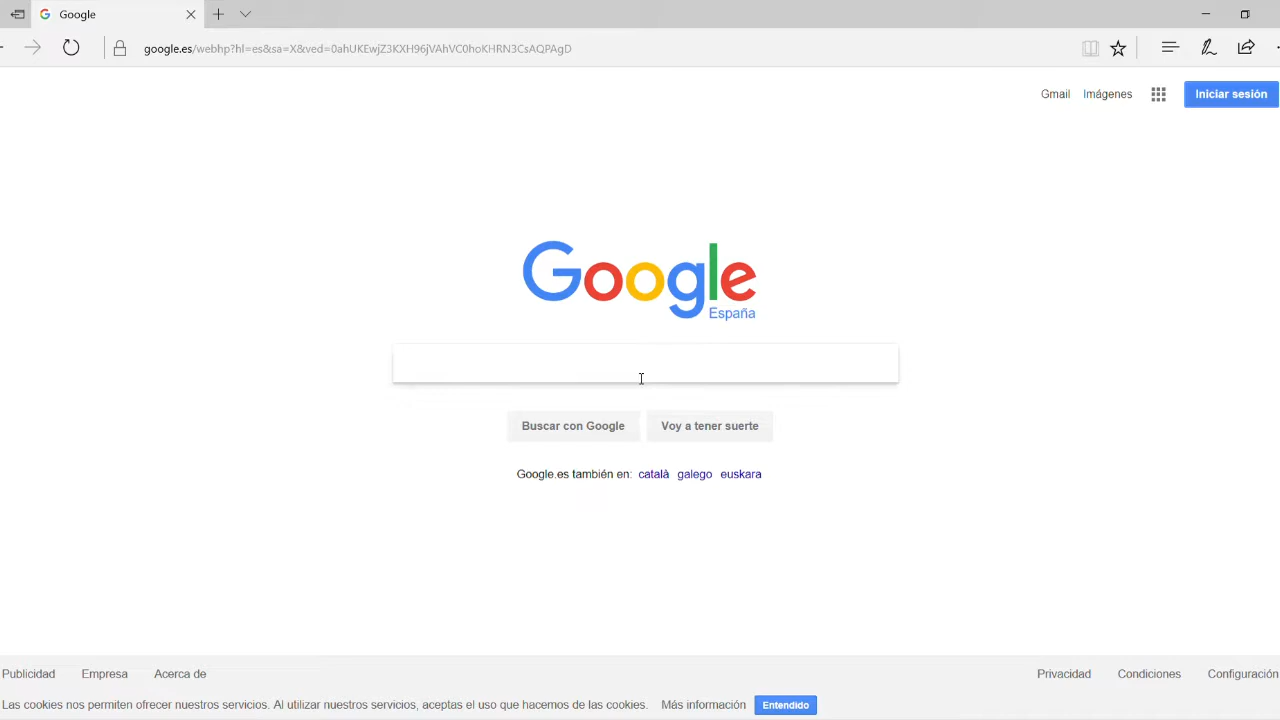 Google
google.es/webhp?hl=es&sa=X&ved=0ahUKEwjZ3KXH96jVAhVC0hoKHRN3CsAQPAgD
Gmail Imágenes Iniciar sesión
Google
España
Buscar con Google Voy a tener suerte
Google.es también en: català galego euskara
Publicidad Empresa Acerca de Privacidad Condiciones Configuración
Las cookies nos permiten ofrecer nuestros servicios. Al utilizar nuestros servicios, aceptas el uso que hacemos de las cookies. Más información Entendido